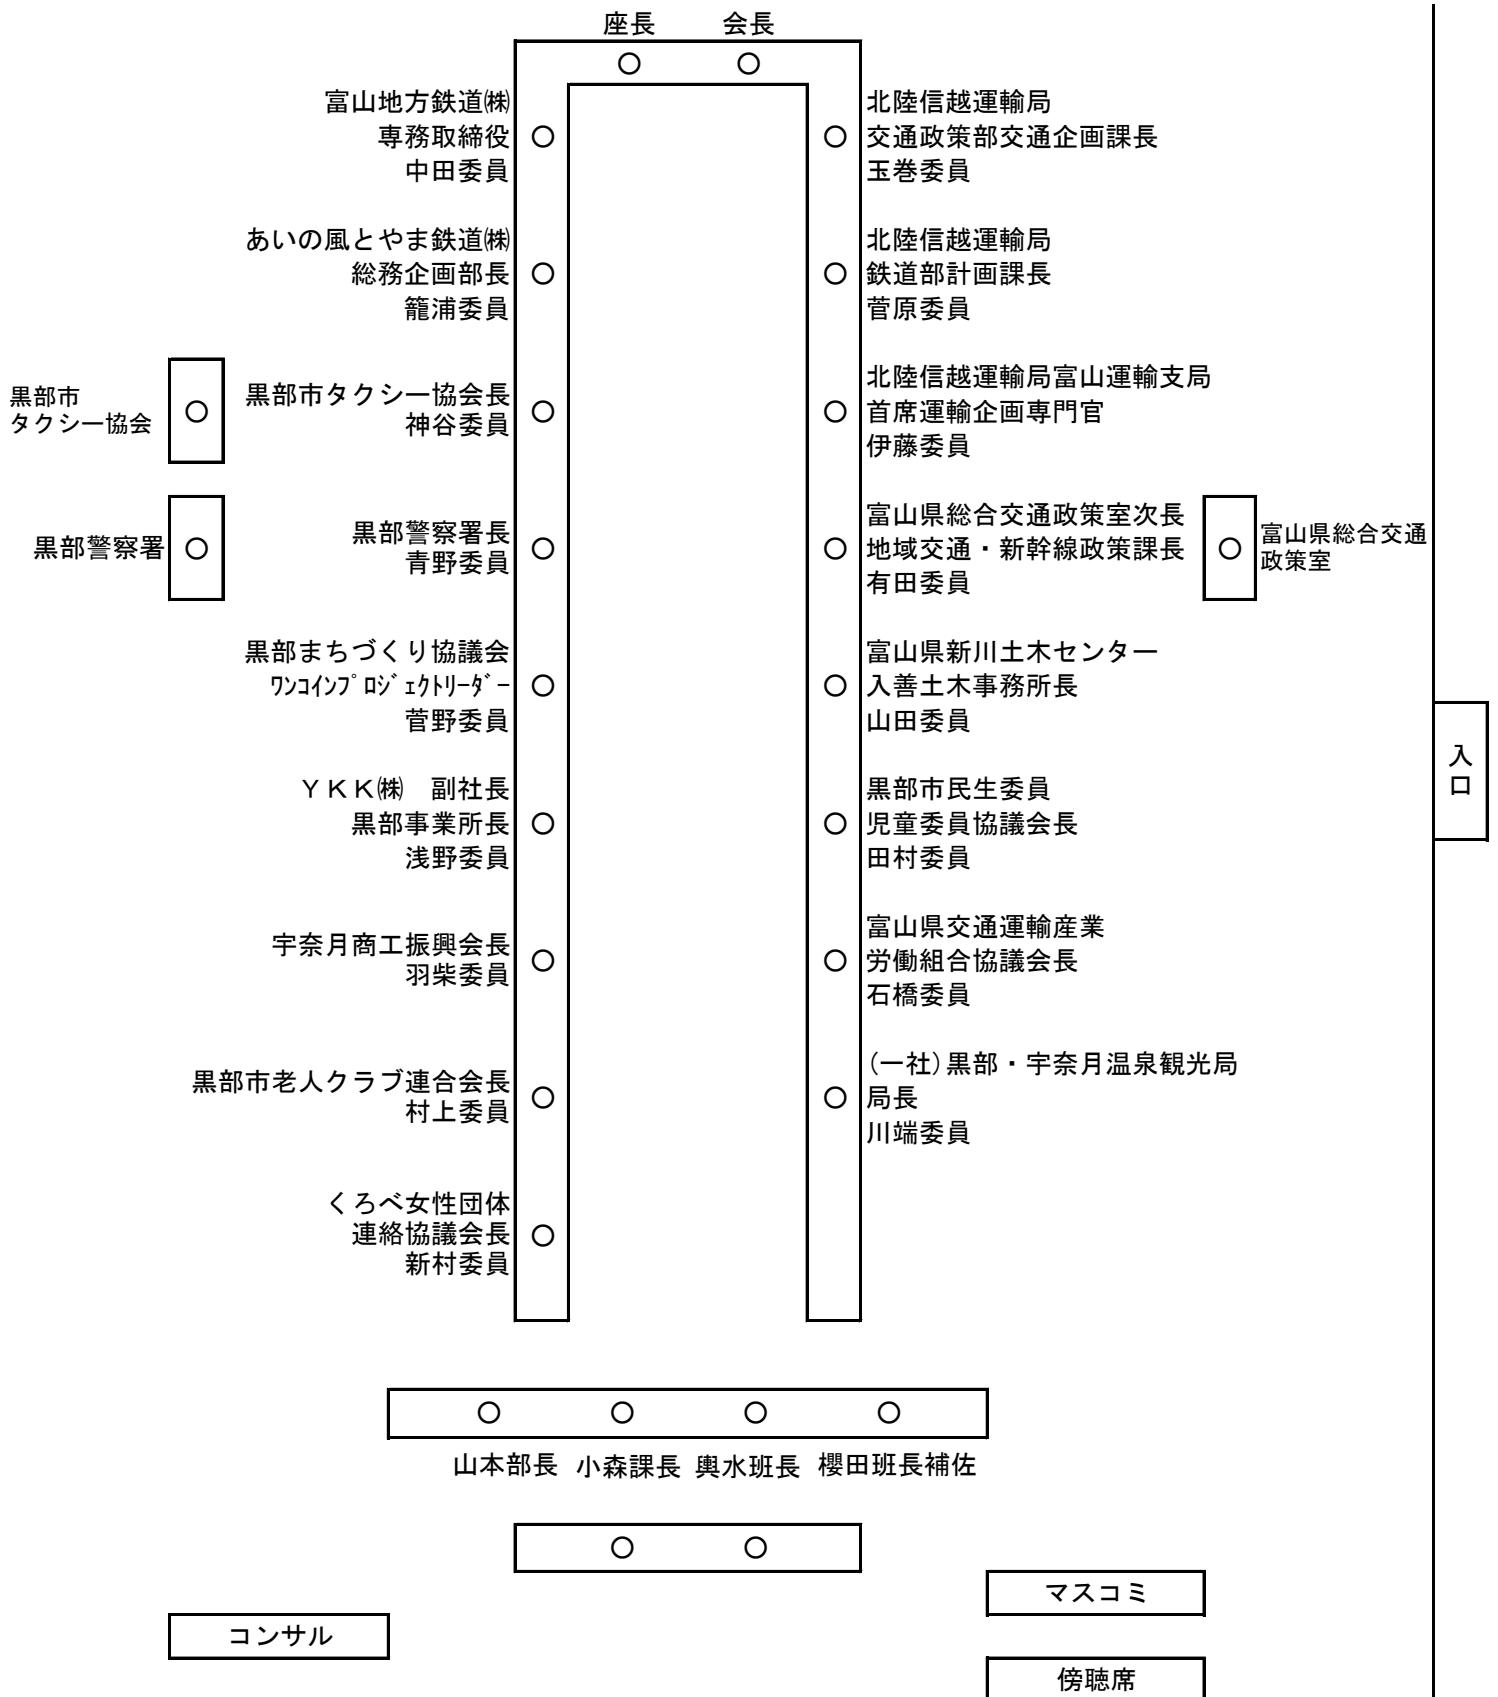 座長
会長
富山地方鉄道㈱
専務取締役
中田委員
北陸信越運輸局
交通政策部交通企画課長
玉巻委員
あいの風とやま鉄道㈱
総務企画部長
籠浦委員
北陸信越運輸局
鉄道部計画課長
菅原委員
黒部市
タクシー協会
黒部市タクシー協会長
神谷委員
北陸信越運輸局富山運輸支局
首席運輸企画専門官
伊藤委員
黒部警察署
黒部警察署長
青野委員
富山県総合交通政策室次長
地域交通・新幹線政策課長
有田委員
富山県総合交通
政策室
黒部まちづくり協議会
ﾜﾝｺｲﾝﾌﾟﾛｼﾞｪｸﾄﾘｰﾀﾞｰ
菅野委員
富山県新川土木センター
入善土木事務所長
山田委員
入口
ＹＫＫ㈱　副社長
黒部事業所長
浅野委員
黒部市民生委員
児童委員協議会長
田村委員
宇奈月商工振興会長
羽柴委員
富山県交通運輸産業
労働組合協議会長
石橋委員
黒部市老人クラブ連合会長
村上委員
(一社)黒部・宇奈月温泉観光局
局長
川端委員
くろべ女性団体
連絡協議会長
新村委員
山本部長
小森課長
輿水班長
櫻田班長補佐
マスコミ
コンサル
傍聴席